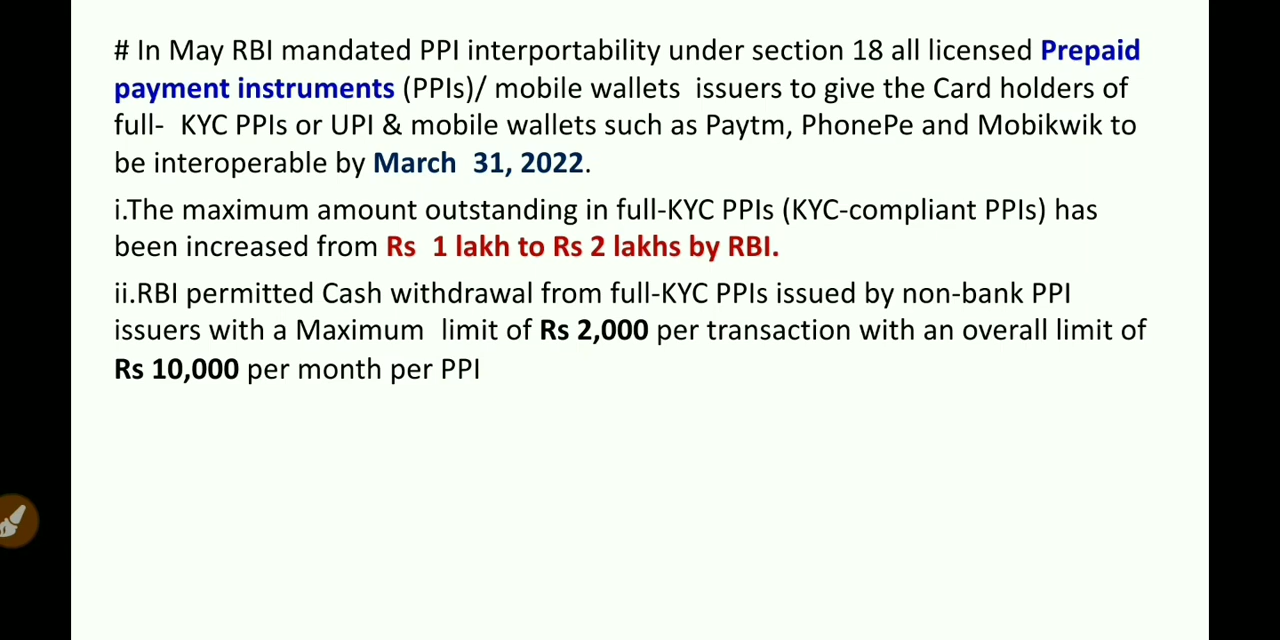 # In May RBI mandated PPI interportability under section 18 all licensed Prepaid
payment instruments (PPIs)/ mobile wallets issuers to give the Card holders of
full- KYC PPIs or UPI & mobile wallets such as Paytm, PhonePe and Mobikwik to
be interoperable by March 31, 2022.
i.The maximum amount outstanding in full-KYC PPIs (KYC-compliant PPIs) has
been increased from Rs 1 lakh to Rs 2 lakhs by RBI.
ii.RBI permitted Cash withdrawal from full-KYC PPIs issued by non-bank PPI
issuers with a Maximum limit of Rs 2,000 per transaction with an overall limit of
Rs 10,000 per month per PPI